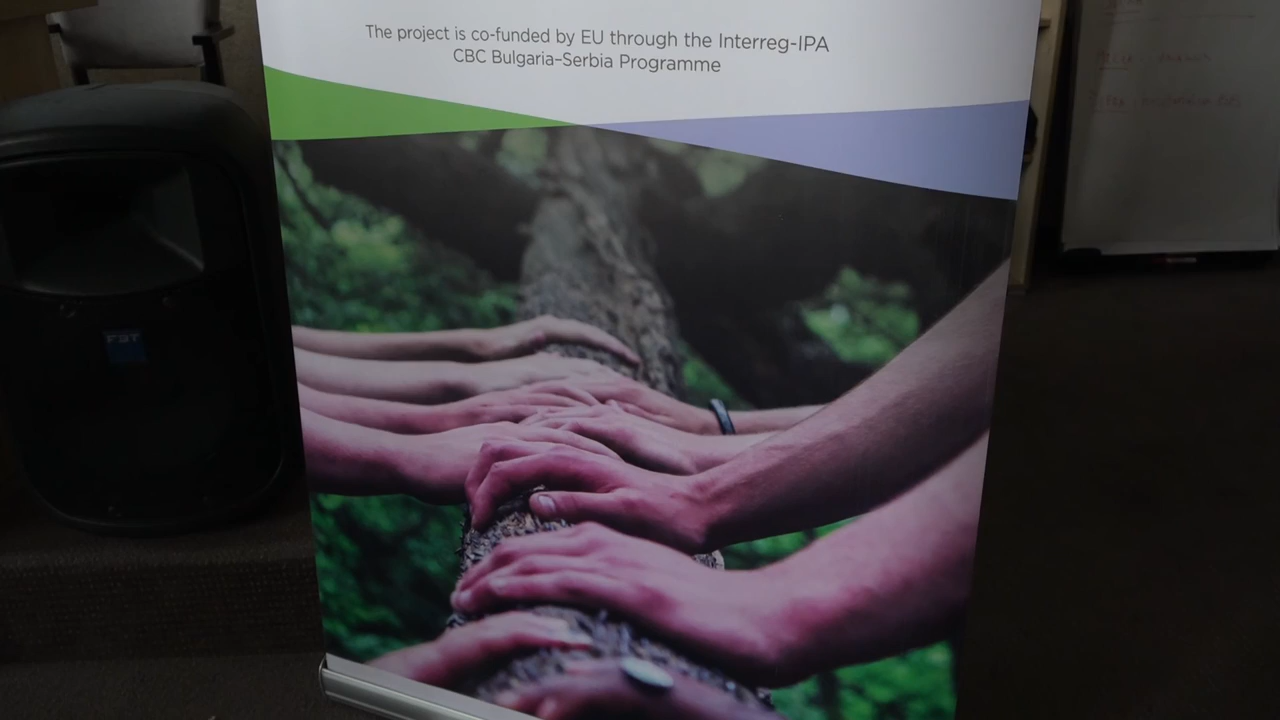 The project is co-funded by EU through the Interreg-IPA
CBC Bulgaria–Serbia Programme